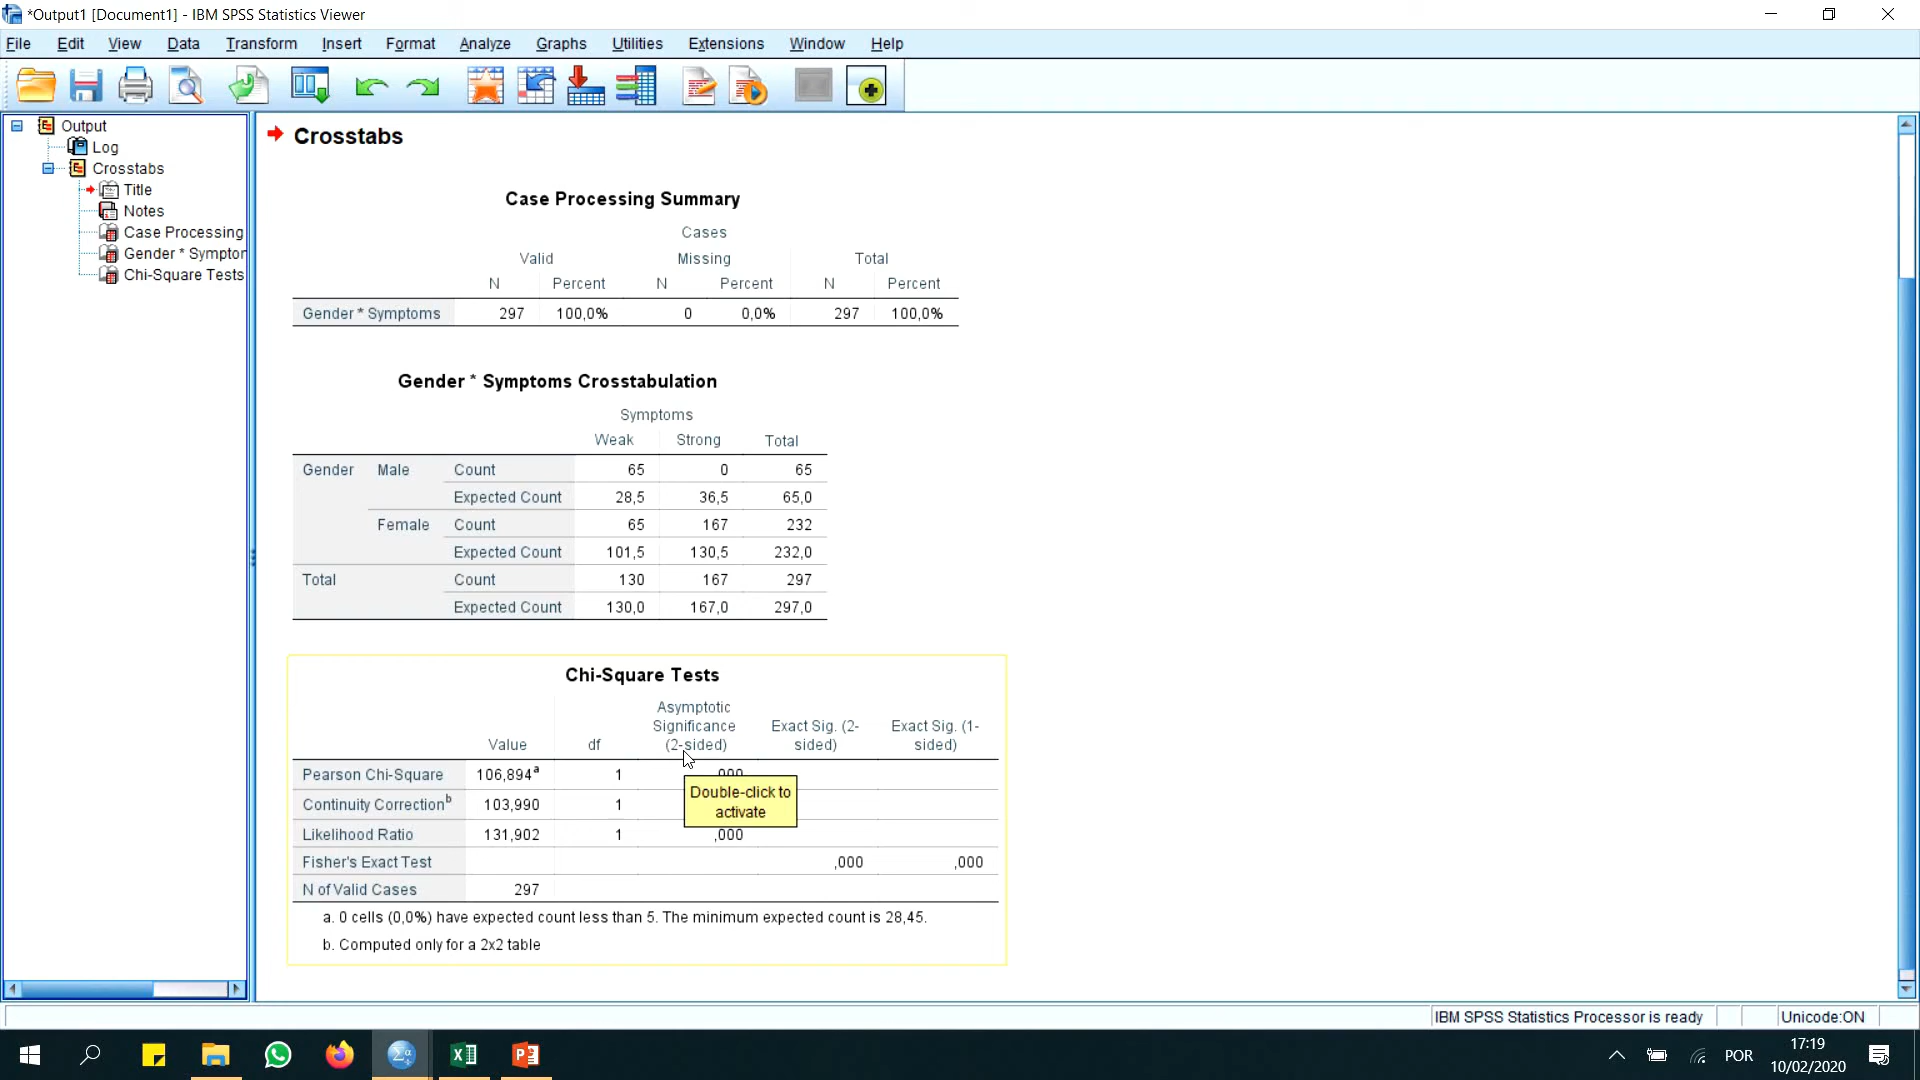 *Output1 [Document1] - IBM SPSS Statistics Viewer
File Edit View Data Transform Insert Format Analyze Graphs Utilities Extensions Window Help
Output
Log
Crosstabs
Title
Notes
Case Processing
Gender * Symptom
Chi-Square Tests
Crosstabs
Case Processing Summary
Cases
Valid Missing Total
N Percent N Percent N Percent
Gender * Symptoms 297 100,0% 0 0,0% 297 100,0%
Gender * Symptoms Crosstabulation
Symptoms
Weak Strong Total
Gender Male Count 65 0 65
Expected Count 28,5 36,5 65,0
Female Count 65 167 232
Expected Count 101,5 130,5 232,0
Total Count 130 167 297
Expected Count 130,0 167,0 297,0
Chi-Square Tests
Value df Asymptotic Significance (2-sided) Exact Sig. (2-sided) Exact Sig. (1-sided)
Pearson Chi-Square 106,894a 1 ,000
Continuity Correctionb 103,990 1
Likelihood Ratio 131,902 1 ,000
Fisher's Exact Test ,000 ,000
N of Valid Cases 297
Double-click to
activate
a. 0 cells (0,0%) have expected count less than 5. The minimum expected count is 28,45.
b. Computed only for a 2x2 table
IBM SPSS Statistics Processor is ready Unicode:ON
POR
17:19
10/02/2020